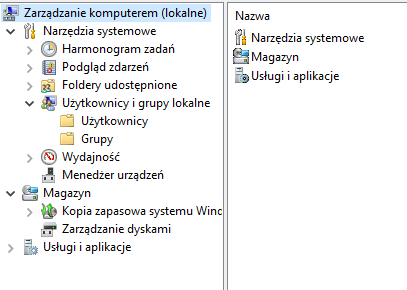 Zarządzanie komputerem (lokalne)
Narzędzia systemowe
Harmonogram zadań
Podgląd zdarzeń
Foldery udostępnione
Użytkownicy i grupy lokalne
Użytkownicy
Grupy
Wydajność
Menedżer urządzeń
Magazyn
Kopia zapasowa systemu Wind
Zarządzanie dyskami
Usługi i aplikacje
Nazwa
Narzędzia systemowe
Magazyn
Usługi i aplikacje